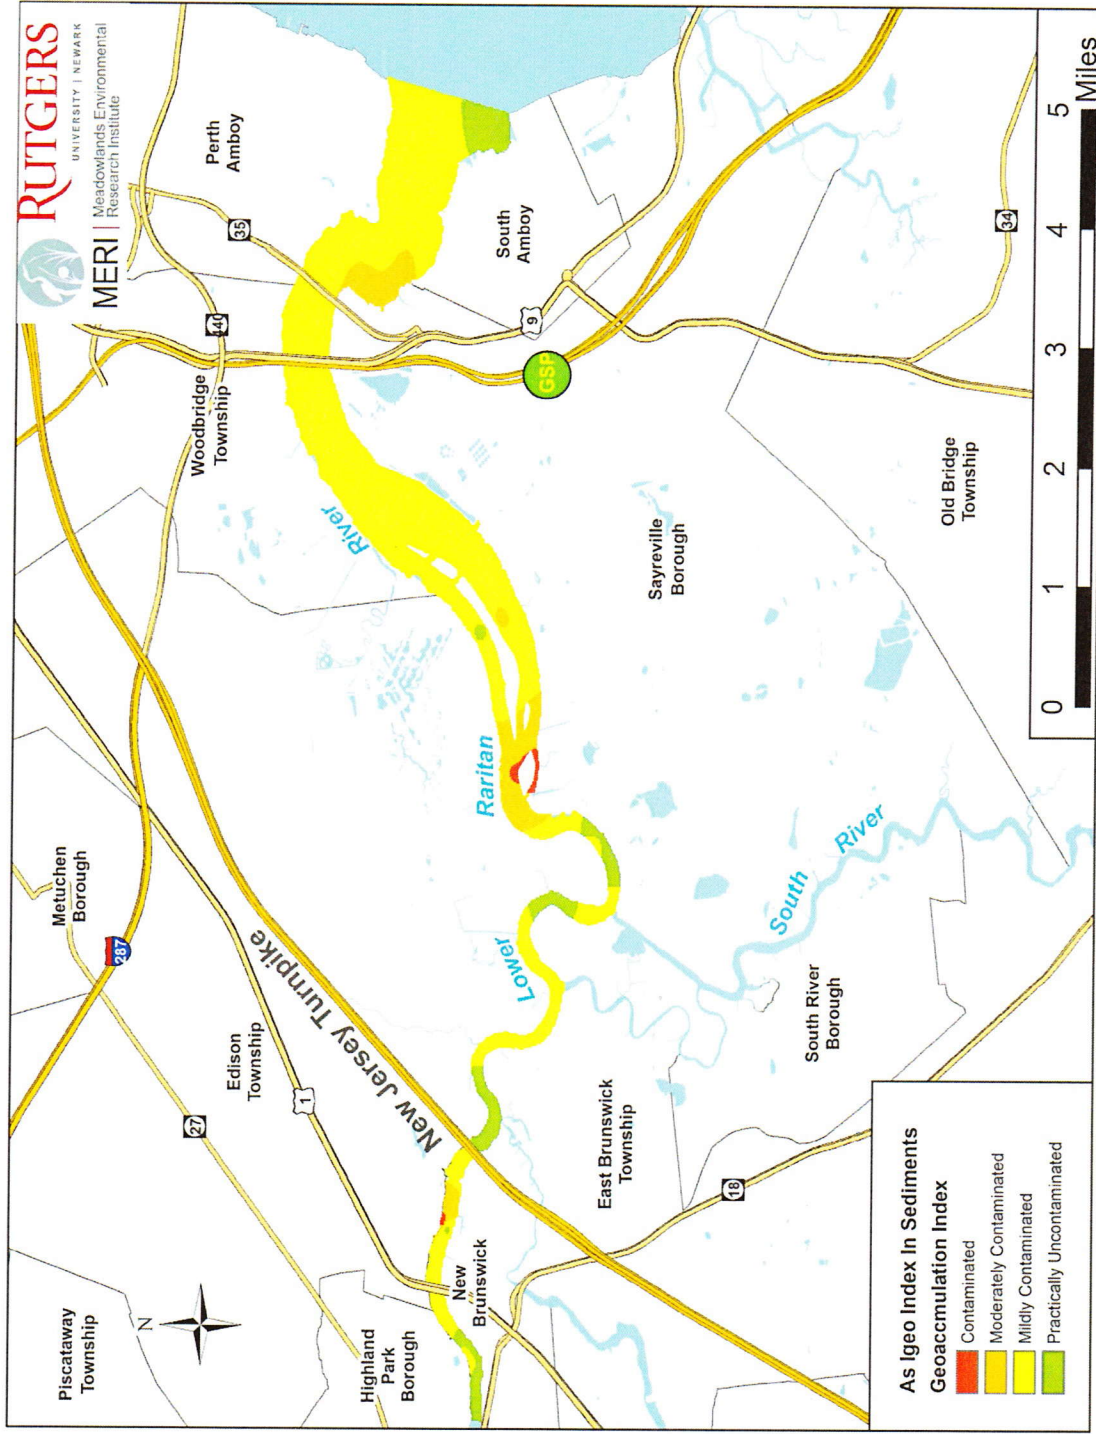 RUTGERS
UNIVERSITY | NEWARK
MERI | Meadowlands Environmental
Research Institute
Piscataway
Township
N
Highland
Park
Borough
New
Brunswick
27
Edison
Township
1
287
Metuchen
Borough
New Jersey Turnpike
East Brunswick
Township
18
South River
Borough
South
River
Lower
Raritan
River
Woodbridge
Township
440
35
Perth
Amboy
South
Amboy
9
GSP
Sayreville
Borough
Old Bridge
Township
34
As Igeo Index In Sediments
Geoaccmulation Index
Contaminated
Moderately Contaminated
Mildly Contaminated
Practically Uncontaminated
0 1 2 3 4 5
Miles